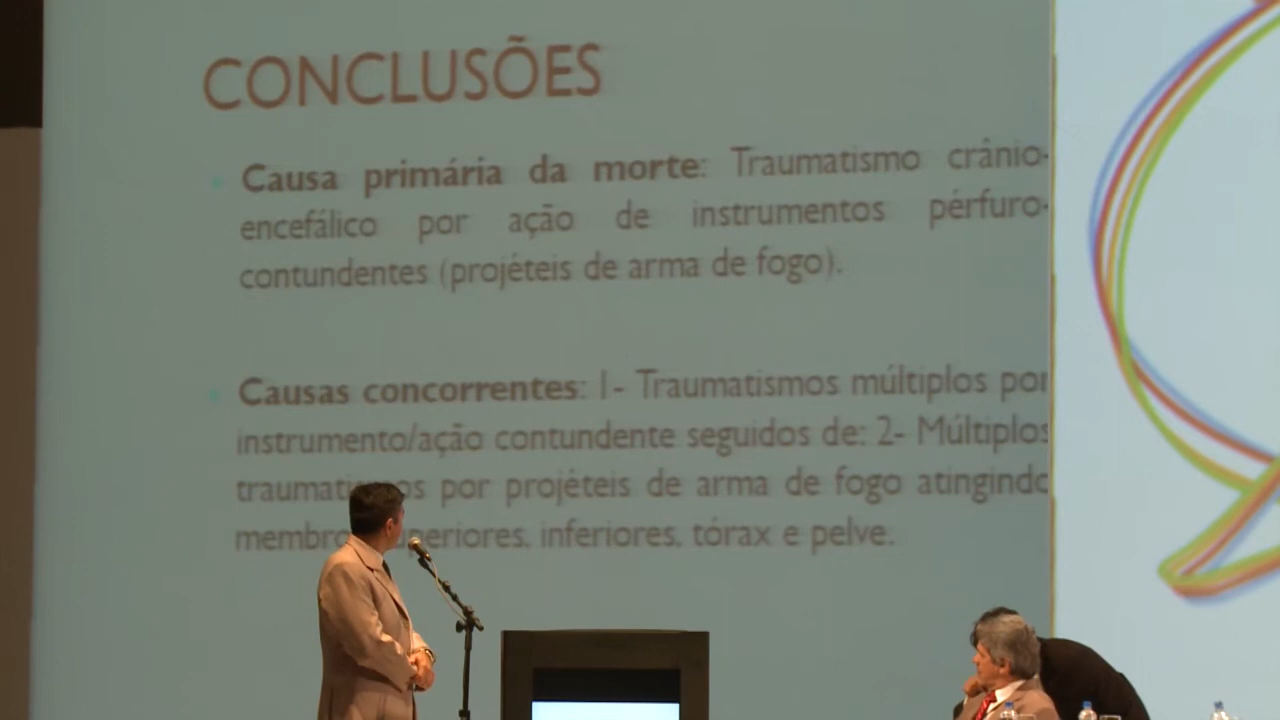 CONCLUSÕES
Causa primária da morte: Traumatismo crânio-
encefálico por ação de instrumentos pérfuro-
contundentes (projéteis de arma de fogo).
Causas concorrentes: 1- Traumatismos múltiplos por
instrumento/ação contundente seguidos de: 2- Múltiplos
por projéteis de arma de fogo atingindo
inferiores, tórax e pelve.